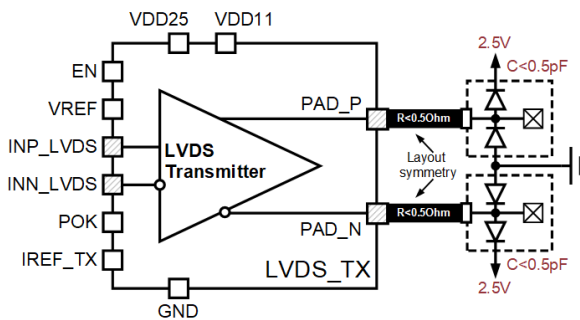 VDD25 VDD11
2.5V
C<0.5pF
EN
VREF
PAD_P
R<0.5Ohm
INP_LVDS
LVDS
Transmitter
Layout
symmetry
INN_LVDS
POK
PAD_N
R<0.5Ohm
IREF_TX
LVDS_TX
C<0.5pF
GND
2.5V